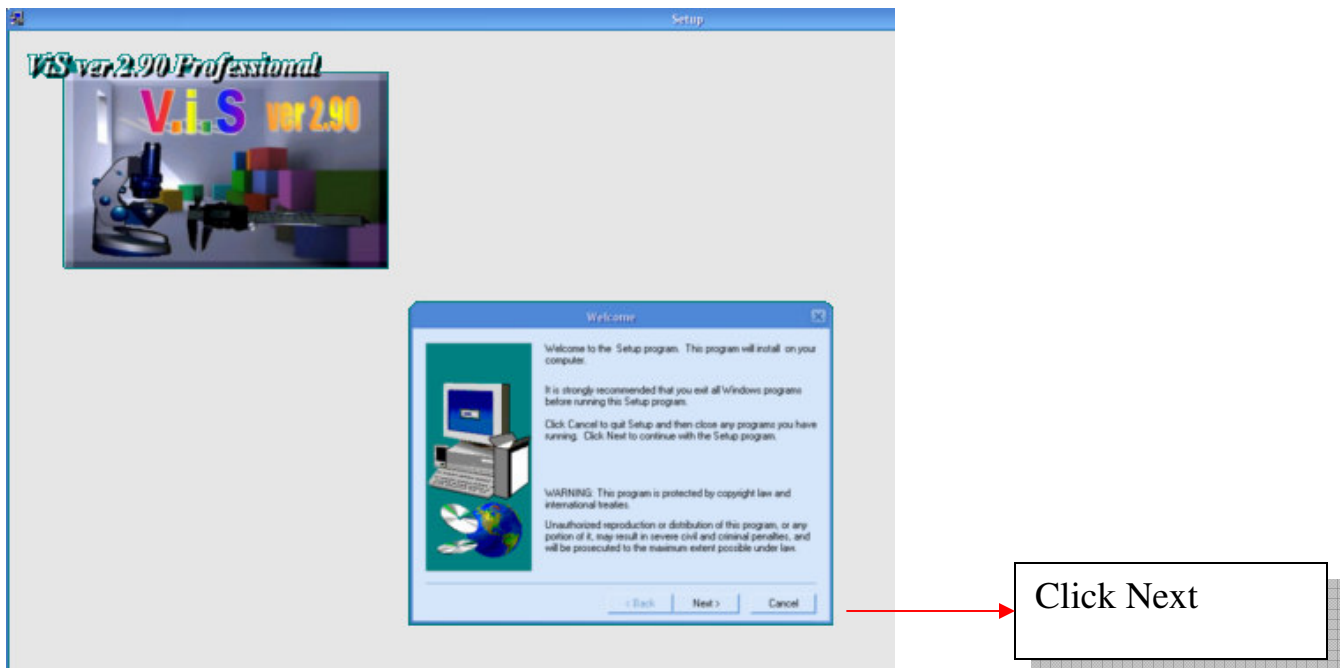 Setup
ViS ver.2.90 Professional
V.i.S ver 2.90
Welcome
Welcome to the Setup program. This program will install on your
computer.
It is strongly recommended that you exit all Windows programs
before running this Setup program.
Click Cancel to quit Setup and then close any programs you have
running. Click Next to continue with the Setup program.
WARNING: This program is protected by copyright law and
international treaties.
Unauthorized reproduction or distribution of this program, or any
portion of it, may result in severe civil and criminal penalties, and
will be prosecuted to the maximum extent possible under law.
< Back Next > Cancel
Click Next